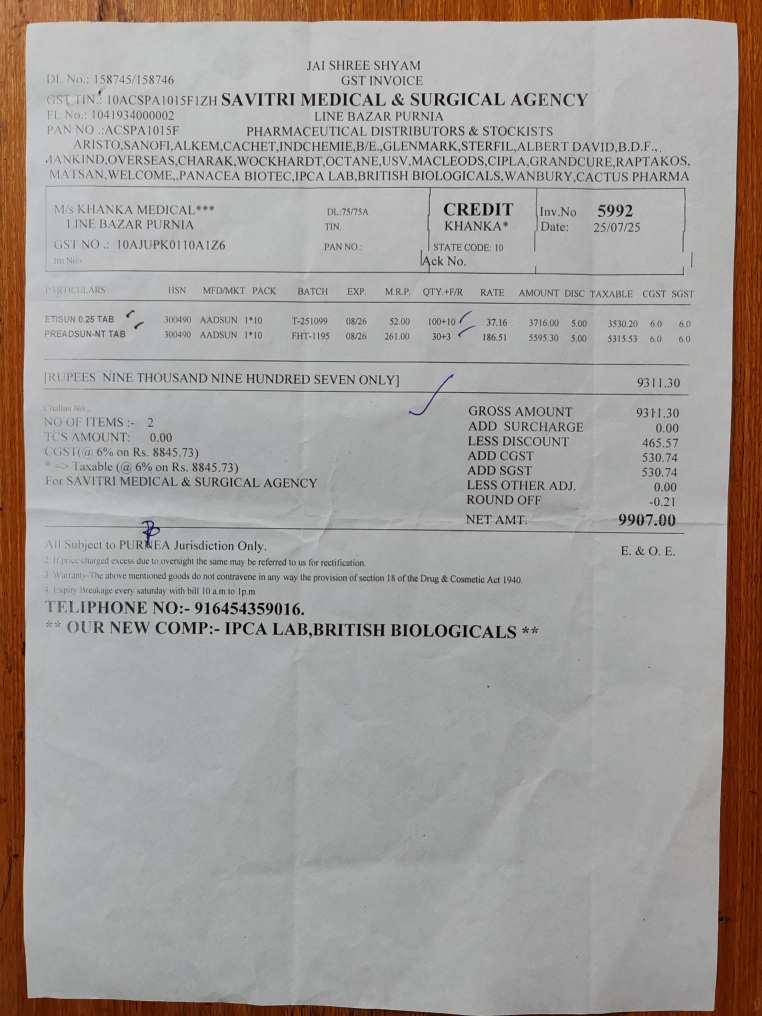 JAI SHREE SHYAM
DL No.: 158745/158746 GST INVOICE
GST TIN.: 10ACSPA1015F1ZH SAVITRI MEDICAL & SURGICAL AGENCY
FL No.: 1041934000002 LINE BAZAR PURNIA
PAN NO .:ACSPA1015F PHARMACEUTICAL DISTRIBUTORS & STOCKISTS
ARISTO,SANOFI,ALKEM,CACHET,INDCHEMIE,B/E.,GLENMARK,STERFIL,ALBERT DAVID,B.D.F.,.
MANKIND,OVERSEAS,CHARAK,WOCKHARDT,OCTANE,USV,MACLEODS,CIPLA,GRANDCURE,RAPTAKOS,
MATSAN,WELCOME,,PANACEA BIOTEC,IPCA LAB,BRITISH BIOLOGICALS,WANBURY,CACTUS PHARMA
M/s KHANKA MEDICAL*** DL:75/75A CREDIT Inv.No 5992
LINE BAZAR PURNIA TIN. KHANKA* Date: 25/07/25
GST NO .: 10AJUPK0110A1Z6 PAN NO.: STATE CODE: 10
Irn No:- Ack No.
PARTICULARS HSN MFD/MKT. PACK BATCH EXP. M.R.P. QTY.+F/R RATE AMOUNT DISC TAXABLE CGST SGST
ETISUN 0.25 TAB 300490 AADSUN 1*10 T-251099 08/26 52.00 100+10 37.16 3716.00 5.00 3530.20 6.0 6.0
PREADSUN-NT TAB 300490 AADSUN 1*10 FHT-1195 08/26 261.00 30+3 186.51 5595.30 5.00 5315.53 6.0 6.0
[RUPEES NINE THOUSAND NINE HUNDRED SEVEN ONLY] 9311.30
Challan No..
GROSS AMOUNT 9311.30
NO OF ITEMS :- 2 ADD SURCHARGE 0.00
TCS AMOUNT: 0.00 LESS DISCOUNT 465.57
CGST(@ 6% on Rs. 8845.73) ADD CGST 530.74
* => Taxable (@ 6% on Rs. 8845.73) ADD SGST 530.74
For SAVITRI MEDICAL & SURGICAL AGENCY LESS OTHER ADJ. 0.00
ROUND OFF -0.21
NET AMT. 9907.00
All Subject to PURNEA Jurisdiction Only. E. & O. E.
2. If price charged excess due to oversight the same may be referred to us for rectification.
3. Warranty-The above mentioned goods do not contravene in any way the provision of section 18 of the Drug & Cosmetic Act 1940
4. Expiry Breakage every saturday with bill 10 a.m to 1p.m
TELIPHONE NO:- 916454359016.
** OUR NEW COMP:- IPCA LAB,BRITISH BIOLOGICALS **